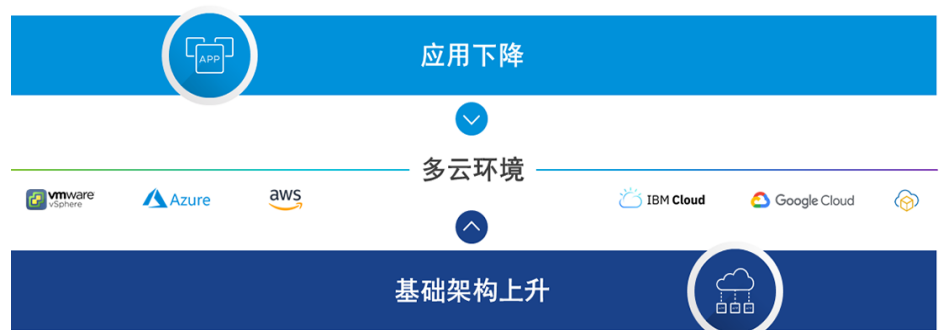 APP
应用下降
多云环境
vmware vSphere
Azure
aws
IBM Cloud
Google Cloud
基础架构上升